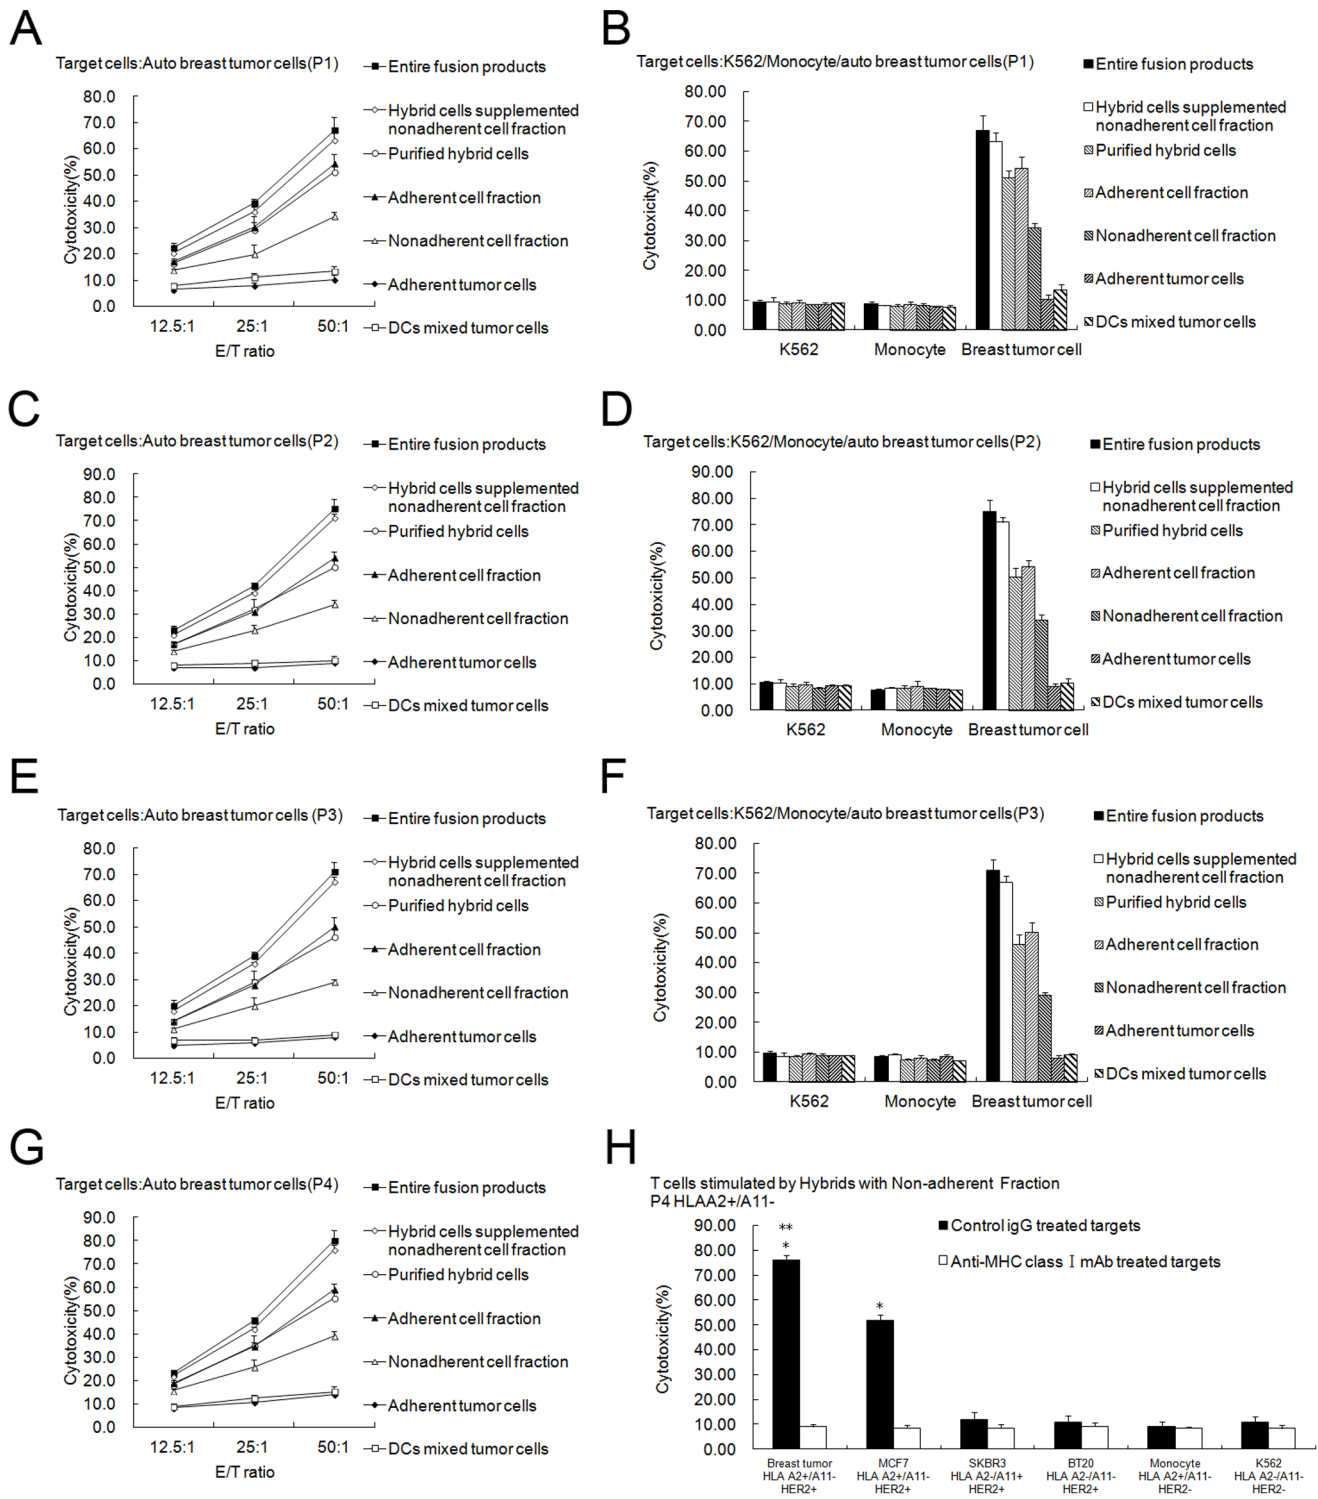 A
Target cells:Auto breast tumor cells(P1)
Cytotoxicity(%)
80.0
70.0
60.0
50.0
40.0
30.0
20.0
10.0
0.0
12.5:1 25:1 50:1
E/T ratio
Entire fusion products
Hybrid cells supplemented
nonadherent cell fraction
Purified hybrid cells
Adherent cell fraction
Nonadherent cell fraction
Adherent tumor cells
DCs mixed tumor cells
B
Target cells:K562/Monocyte/auto breast tumor cells(P1)
Cytotoxicity(%)
80.00
70.00
60.00
50.00
40.00
30.00
20.00
10.00
0.00
K562 Monocyte Breast tumor cell
Entire fusion products
Hybrid cells supplemented
nonadherent cell fraction
Purified hybrid cells
Adherent cell fraction
Nonadherent cell fraction
Adherent tumor cells
DCs mixed tumor cells
C
Target cells:Auto breast tumor cells(P2)
Cytotoxicity(%)
90.0
80.0
70.0
60.0
50.0
40.0
30.0
20.0
10.0
0.0
12.5:1 25:1 50:1
E/T ratio
Entire fusion products
Hybrid cells supplemented
nonadherent cell fraction
Purified hybrid cells
Adherent cell fraction
Nonadherent cell fraction
Adherent tumor cells
DCs mixed tumor cells
D
Target cells:K562/Monocyte/auto breast tumor cells(P2)
Cytotoxicity(%)
90.00
80.00
70.00
60.00
50.00
40.00
30.00
20.00
10.00
0.00
K562 Monocyte Breast tumor cell
Entire fusion products
Hybrid cells supplemented
nonadherent cell fraction
Purified hybrid cells
Adherent cell fraction
Nonadherent cell fraction
Adherent tumor cells
DCs mixed tumor cells
E
Target cells:Auto breast tumor cells (P3)
Cytotoxicity(%)
80.0
70.0
60.0
50.0
40.0
30.0
20.0
10.0
0.0
12.5:1 25:1 50:1
E/T ratio
Entire fusion products
Hybrid cells supplemented
nonadherent cell fraction
Purified hybrid cells
Adherent cell fraction
Nonadherent cell fraction
Adherent tumor cells
DCs mixed tumor cells
F
Target cells:K562/Monocyte/auto breast tumor cells(P3)
Cytotoxicity(%)
80.00
70.00
60.00
50.00
40.00
30.00
20.00
10.00
0.00
K562 Monocyte Breast tumor cell
Entire fusion products
Hybrid cells supplemented
nonadherent cell fraction
Purified hybrid cells
Adherent cell fraction
Nonadherent cell fraction
Adherent tumor cells
DCs mixed tumor cells
G
Target cells:Auto breast tumor cells(P4)
Cytotoxicity(%)
90.0
80.0
70.0
60.0
50.0
40.0
30.0
20.0
10.0
0.0
12.5:1 25:1 50:1
E/T ratio
Entire fusion products
Hybrid cells supplemented
nonadherent cell fraction
Purified hybrid cells
Adherent cell fraction
Nonadherent cell fraction
Adherent tumor cells
DCs mixed tumor cells
H
T cells stimulated by Hybrids with Non-adherent Fraction
P4 HLAA2+/A11-
Cytotoxicity(%)
90.00
80.00
70.00
60.00
50.00
40.00
30.00
20.00
10.00
0.00
**
*
*
Control igG treated targets
Anti-MHC class Ⅰ mAb treated targets
Breast tumor MCF7 SKBR3 BT20 Monocyte K562
HLA A2+/A11- HLA A2+/A11- HLA A2-/A11+ HLA A2-/A11- HLA A2+/A11- HLA A2-/A11-
HER2+ HER2+ HER2+ HER2+ HER2- HER2-